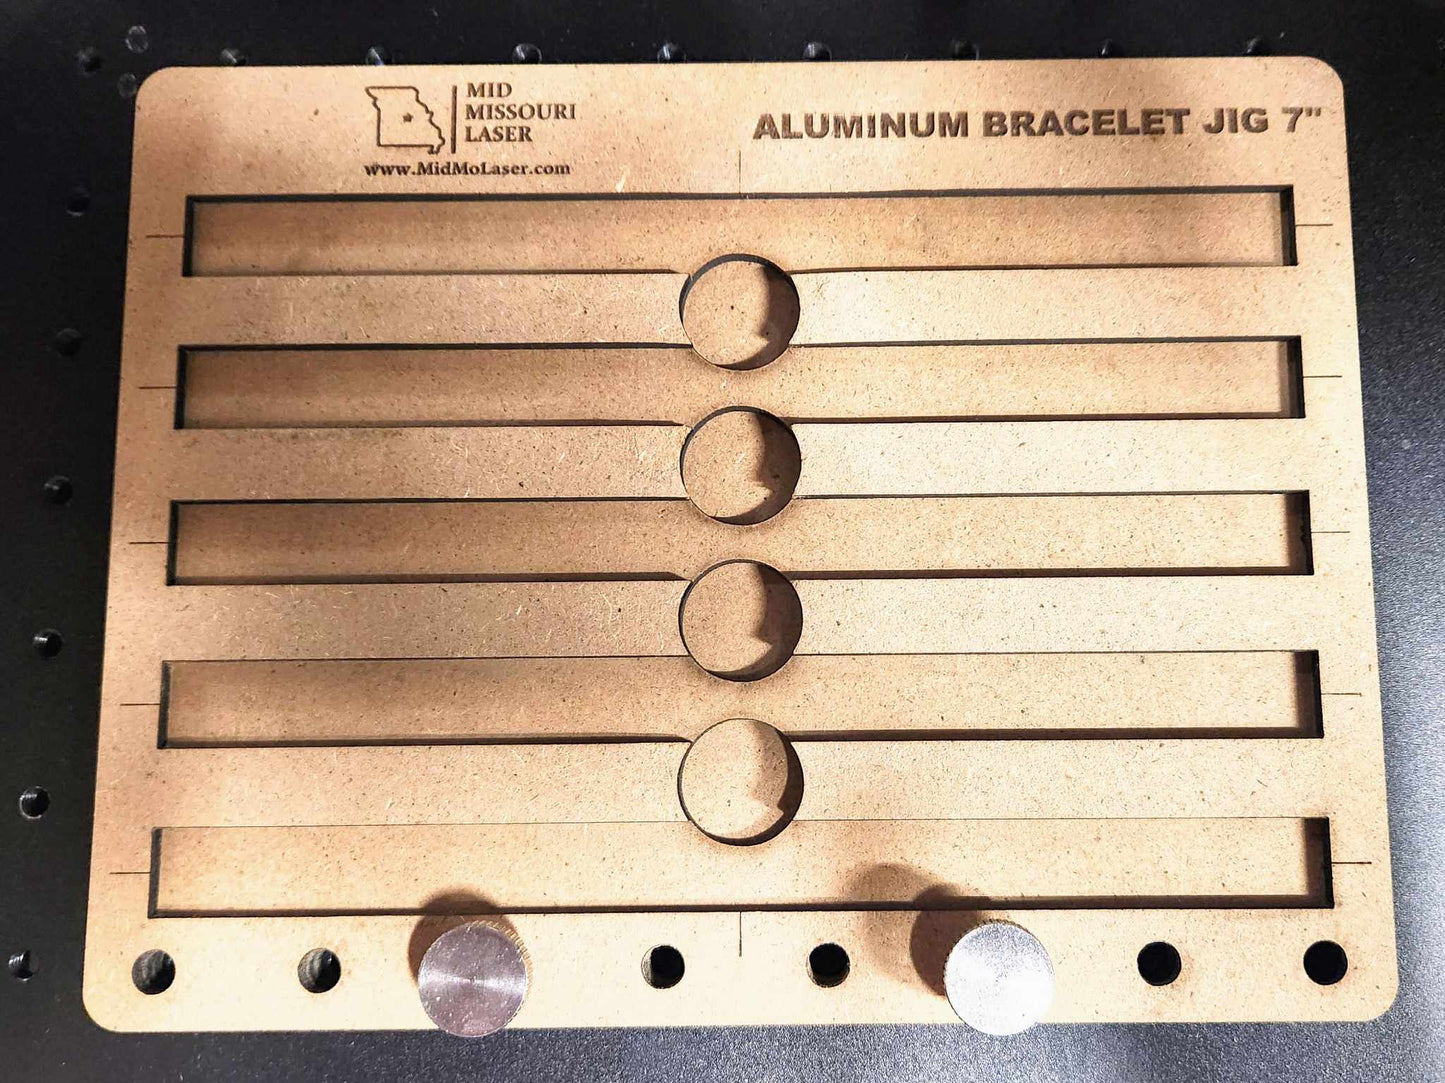 MID
MISSOURI
LASER
www.MidMoLaser.com
ALUMINUM BRACELET JIG 7"